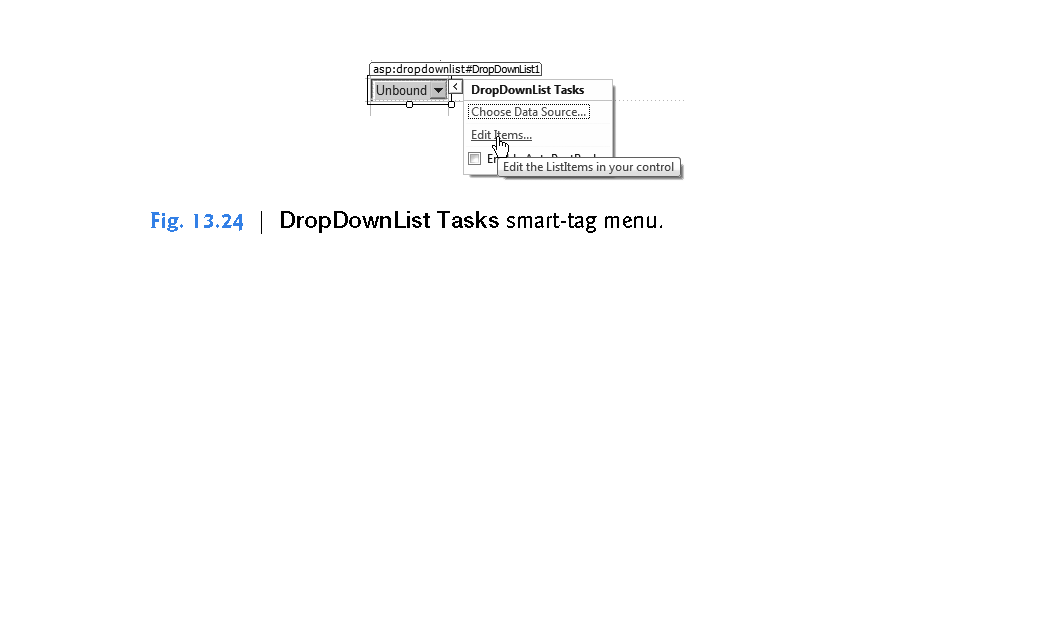 asp:dropdownlist#DropDownList1
Unbound
DropDownList Tasks
Choose Data Source...
Edit Items...
Edit the ListItems in your control
Fig. 13.24 | DropDownList Tasks smart-tag menu.